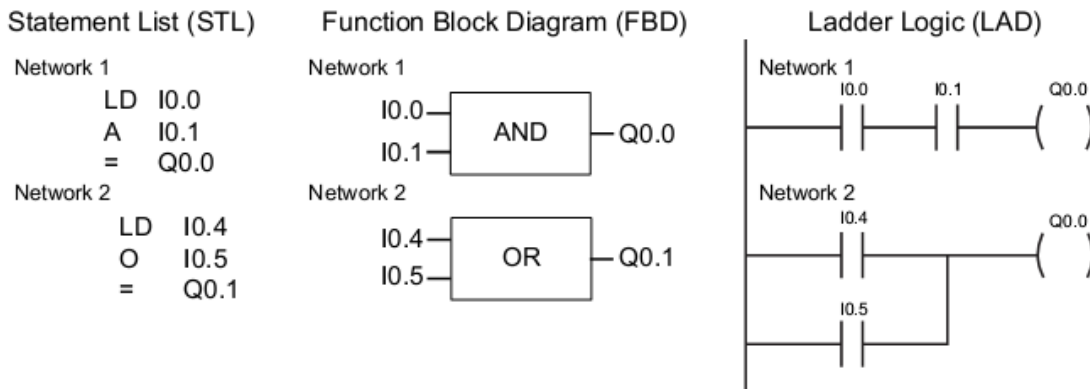 Statement List (STL)
Network 1
LD I0.0
A I0.1
= Q0.0
Network 2
LD I0.4
O I0.5
= Q0.1
Function Block Diagram (FBD)
Network 1
I0.0
I0.1
AND
Q0.0
Network 2
I0.4
I0.5
OR
Q0.1
Ladder Logic (LAD)
Network 1
I0.0 I0.1 Q0.0
Network 2
I0.4 Q0.0
I0.5